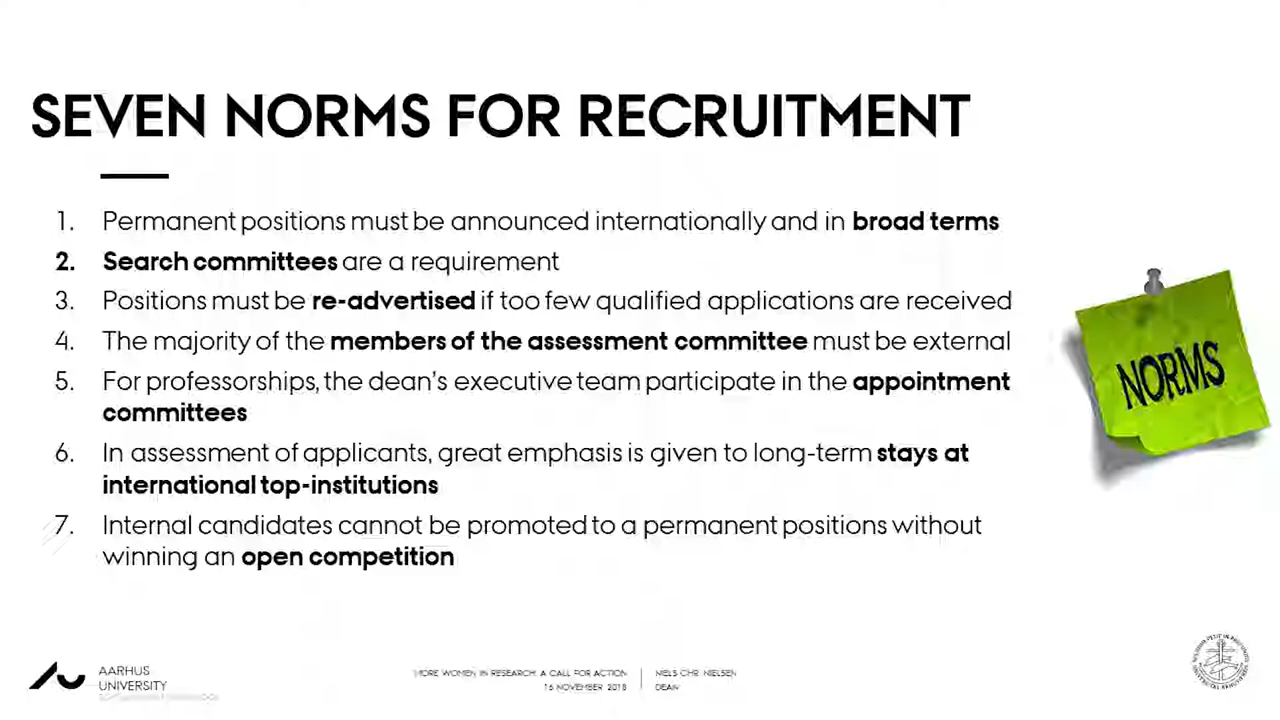 SEVEN NORMS FOR RECRUITMENT
1. Permanent positions must be announced internationally and in broad terms
2. Search committees are a requirement
3. Positions must be re-advertised if too few qualified applications are received
4. The majority of the members of the assessment committee must be external
5. For professorships, the dean's executive team participate in the appointment
committees
6. In assessment of applicants, great emphasis is given to long-term stays at
international top-institutions
7. Internal candidates cannot be promoted to a permanent positions without
winning an open competition
NORMS
AARHUS
UNIVERSITY
MORE WOMEN IN RESEARCH: A CALL FOR ACTION
16 NOVEMBER 2018
NIELS CHR. NIELSEN
DEAN